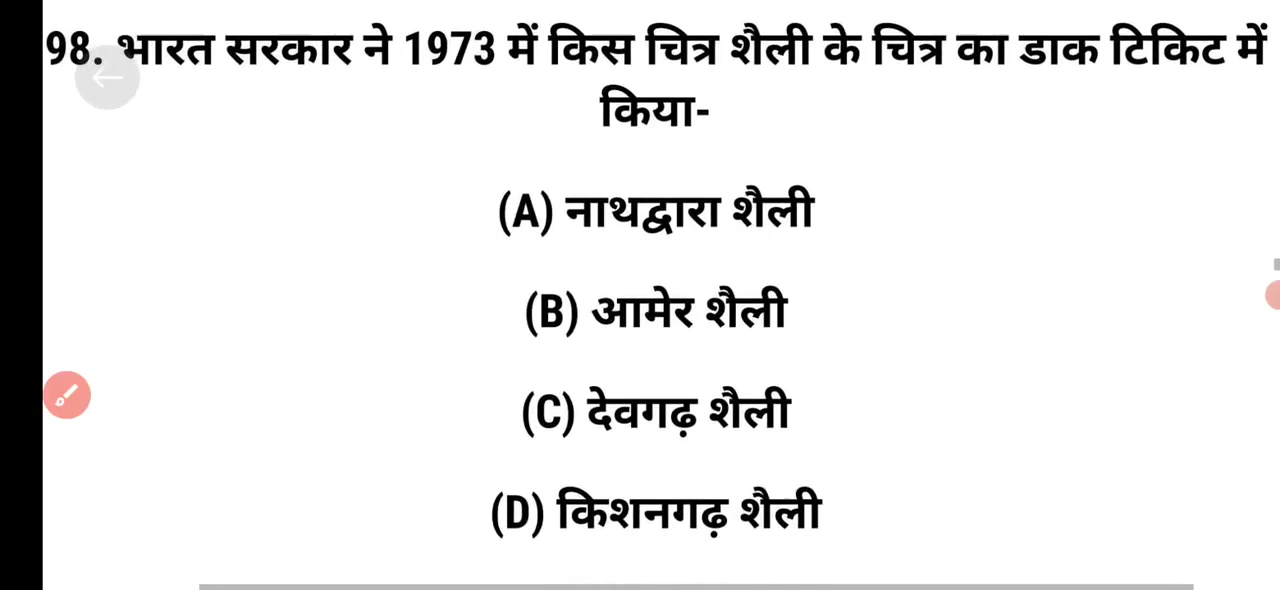 98. भारत सरकार ने 1973 में किस चित्र शैली के चित्र का डाक टिकिट में
किया-
(A) नाथद्वारा शैली
(B) आमेर शैली
(C) देवगढ़ शैली
(D) किशनगढ़ शैली